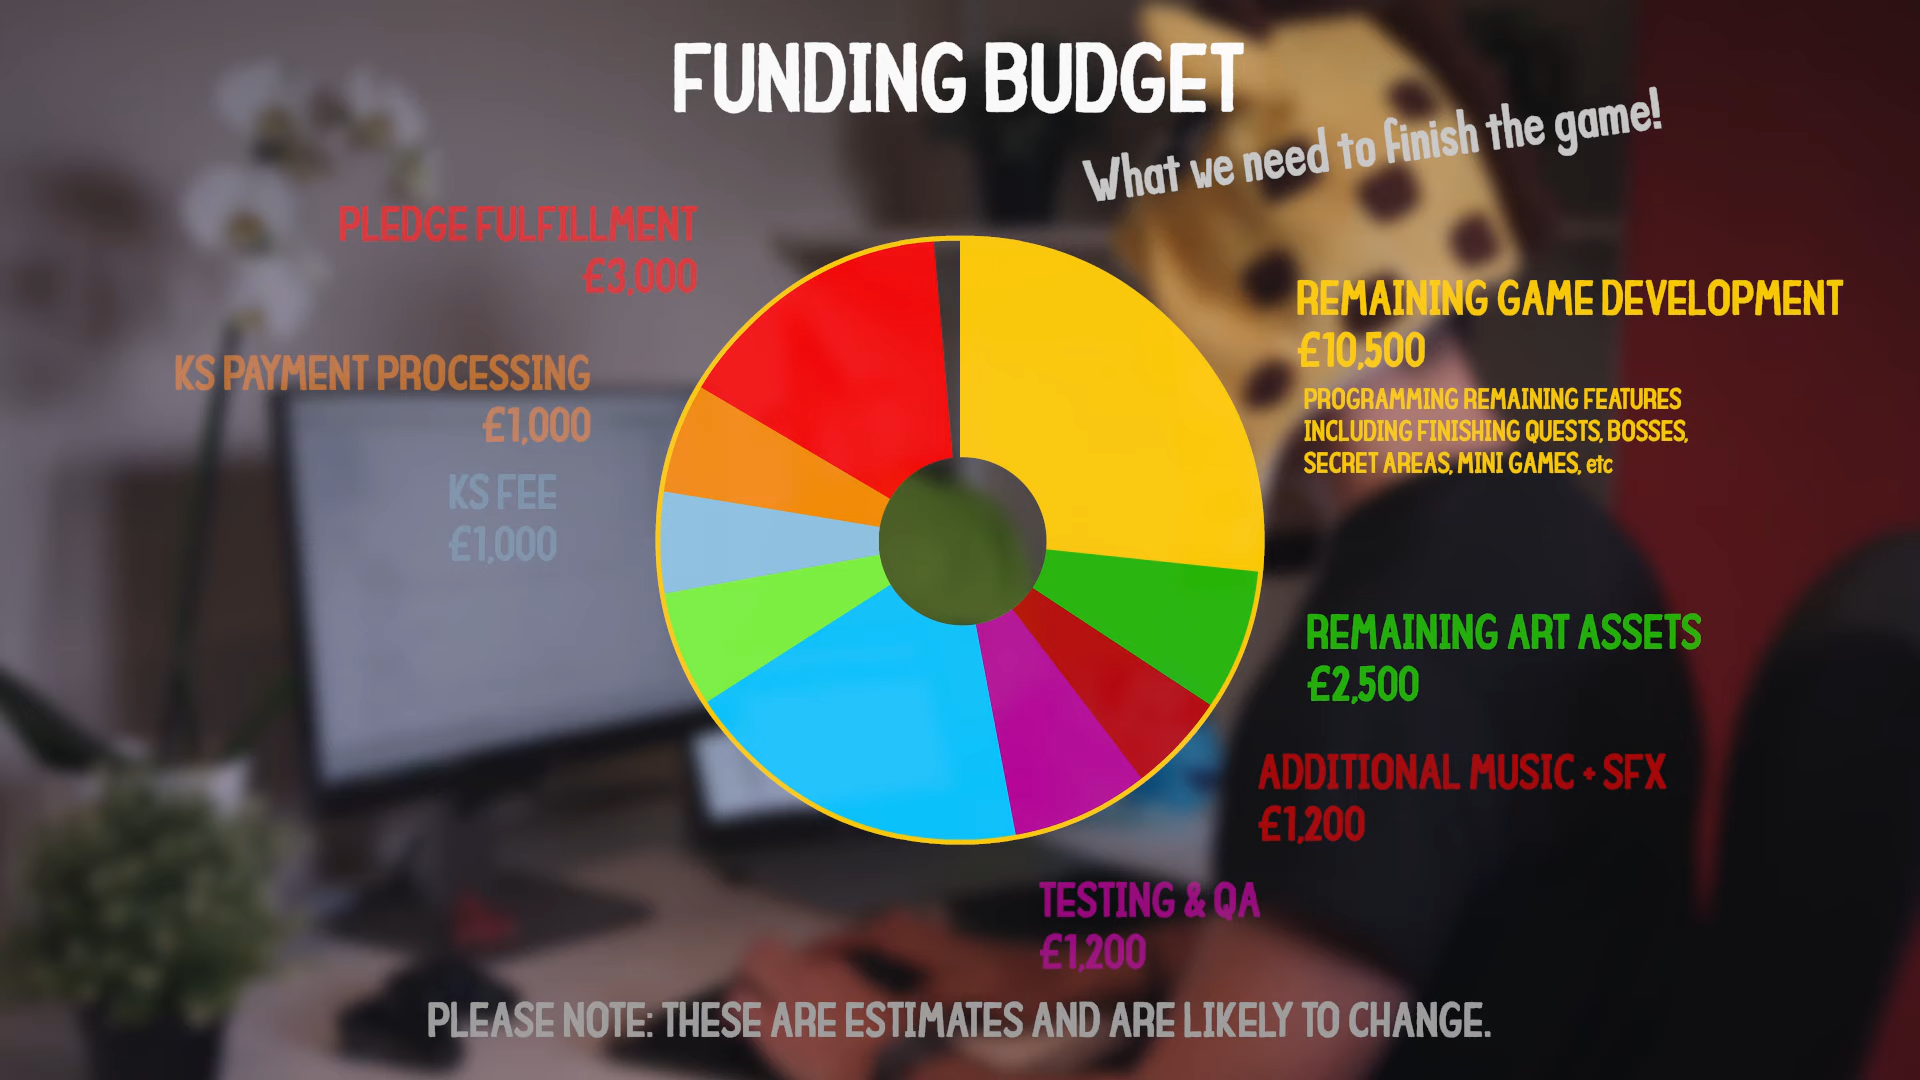 FUNDING BUDGET
What we need to finish the game!
PLEDGE FULFILLMENT
£3,000
KS PAYMENT PROCESSING
£1,000
KS FEE
£1,000
REMAINING GAME DEVELOPMENT
£10,500
PROGRAMMING REMAINING FEATURES
INCLUDING FINISHING QUESTS, BOSSES,
SECRET AREAS, MINI GAMES, etc
REMAINING ART ASSETS
£2,500
ADDITIONAL MUSIC + SFX
£1,200
TESTING & QA
£1,200
PLEASE NOTE: THESE ARE ESTIMATES AND ARE LIKELY TO CHANGE.